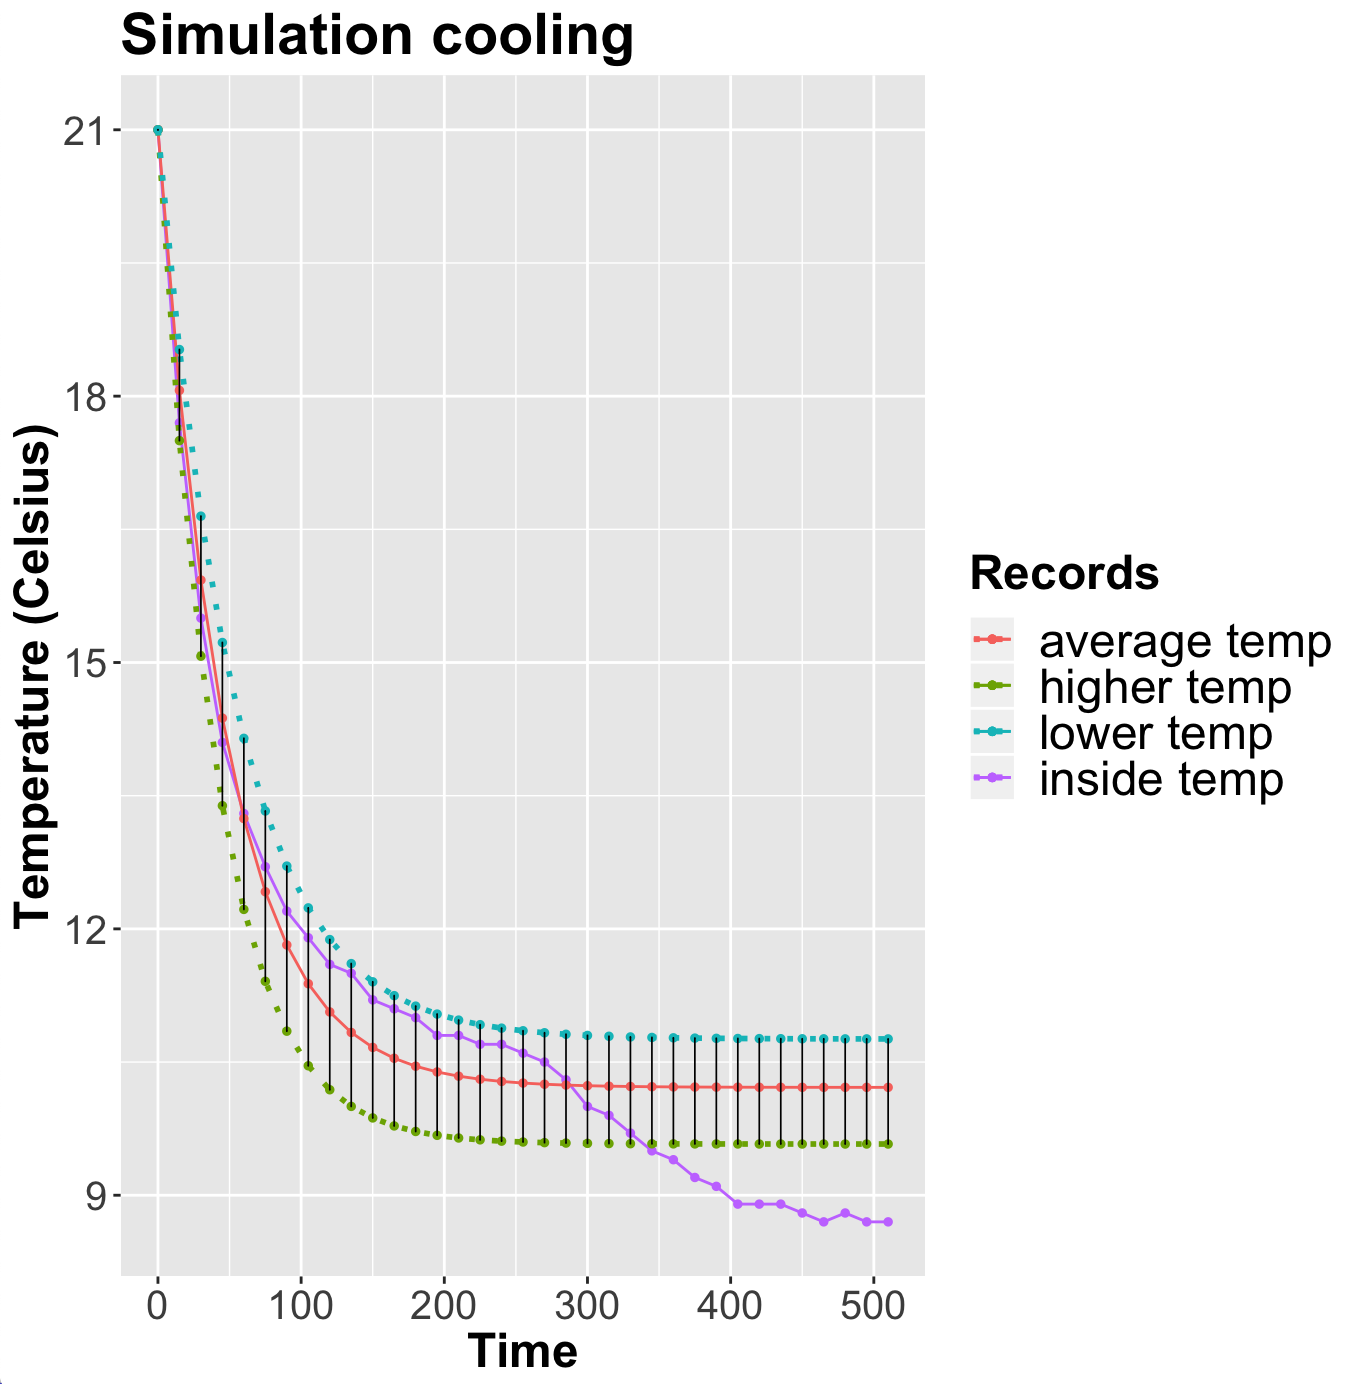 Simulation cooling
21
18
15
12
9
Temperature (Celsius)
0 100 200 300 400 500
Time
Records
average temp
higher temp
lower temp
inside temp